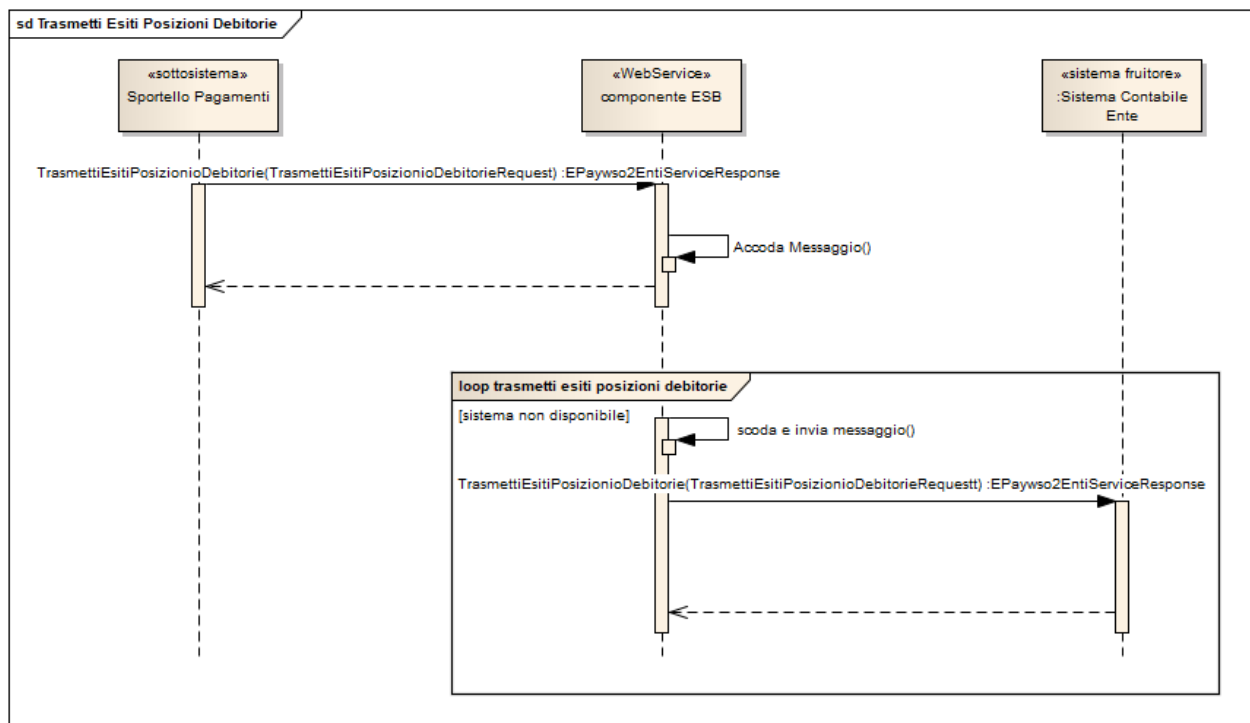 sd Trasmetti Esiti Posizioni Debitorie
«sottosistema»
Sportello Pagamenti
«WebService»
componente ESB
«sistema fruitore»
:Sistema Contabile
Ente
TrasmettiEsitiPosizionioDebitorie(TrasmettiEsitiPosizionioDebitorieRequest) :EPaywso2EntiServiceResponse
Accoda Messaggio()
loop trasmetti esiti posizioni debitorie
[sistema non disponibile]
scoda e invia messaggio()
TrasmettiEsitiPosizionioDebitorie(TrasmettiEsitiPosizionioDebitorieRequestt) :EPaywso2EntiServiceResponse